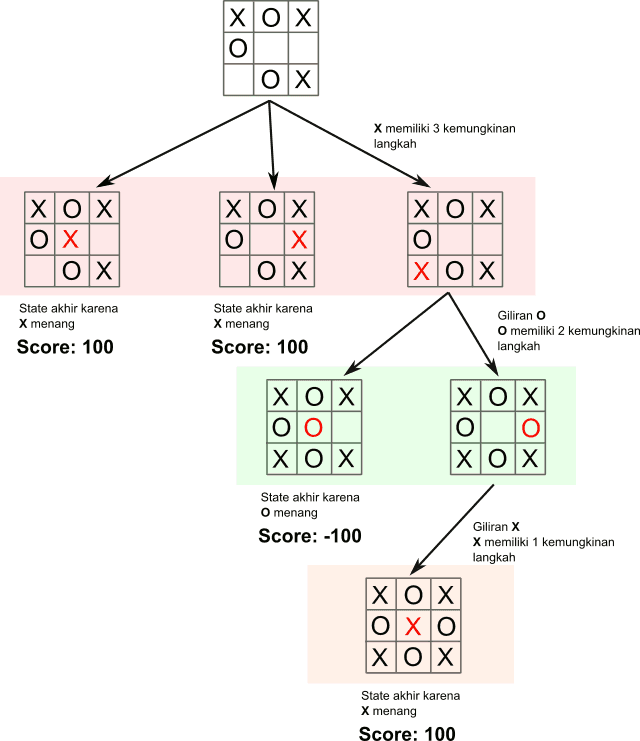 X O X
O
O X
X memiliki 3 kemungkinan
langkah
X O X
O X
O X
X O X
O X
O X
X O X
O
X O X
State akhir karena
X menang
Score: 100
State akhir karena
X menang
Score: 100
Giliran O
O memiliki 2 kemungkinan
langkah
X O X
O O
X O X
X O X
O O
X O X
State akhir karena
O menang
Score: -100
Giliran X
X memiliki 1 kemungkinan
langkah
X O X
O X O
X O X
State akhir karena
X menang
Score: 100